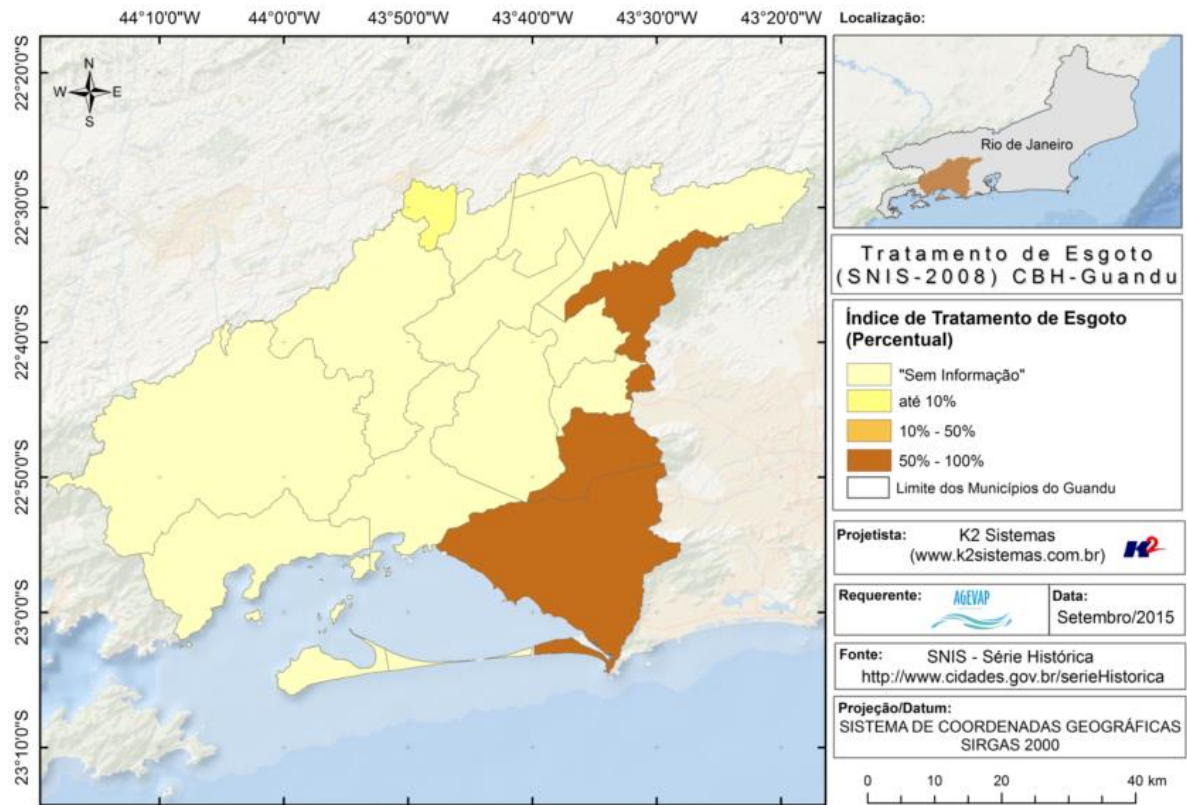 44°10'0"W 44°0'0"W 43°50'0"W 43°40'0"W 43°30'0"W 43°20'0"W
22°20'0"S
22°30'0"S
22°40'0"S
22°50'0"S
23°0'0"S
23°10'0"S
N
W E
S
Localização:
Rio de Janeiro
Tratamento de Esgoto
(SNIS-2008) CBH-Guandu
Índice de Tratamento de Esgoto
(Percentual)
"Sem Informação"
até 10%
10% - 50%
50% - 100%
Limite dos Municípios do Guandu
Projetista: K2 Sistemas
(www.k2sistemas.com.br)
K2
Requerente: AGEVAP
Data:
Setembro/2015
Fonte: SNIS - Série Histórica
http://www.cidades.gov.br/serieHistorica
Projeção/Datum:
SISTEMA DE COORDENADAS GEOGRÁFICAS
SIRGAS 2000
0 10 20 40 km